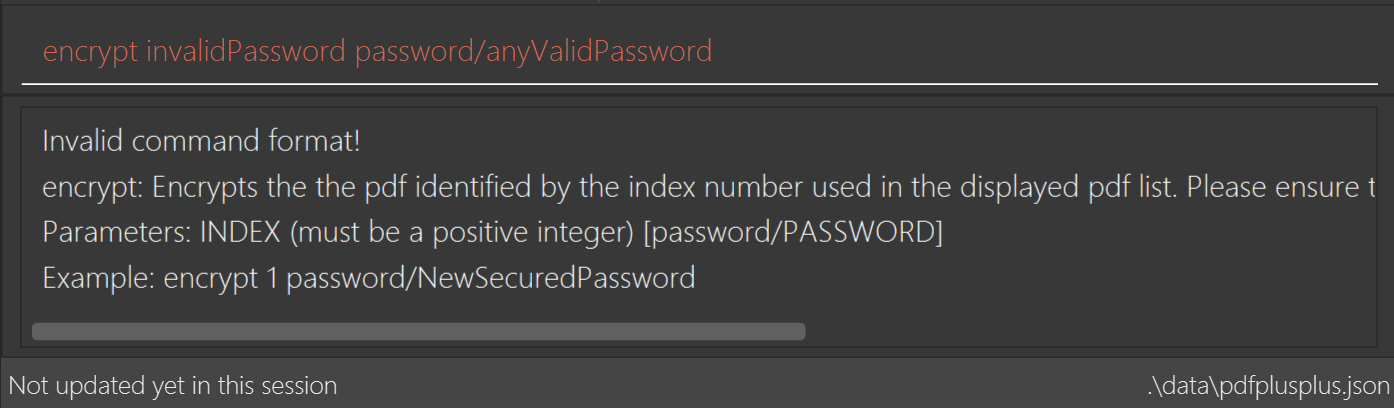 encrypt invalidPassword password/anyValidPassword
Invalid command format!
encrypt: Encrypts the the pdf identified by the index number used in the displayed pdf list. Please ensure t
Parameters: INDEX (must be a positive integer) [password/PASSWORD]
Example: encrypt 1 password/NewSecuredPassword
Not updated yet in this session
.\data\pdfplusplus.json